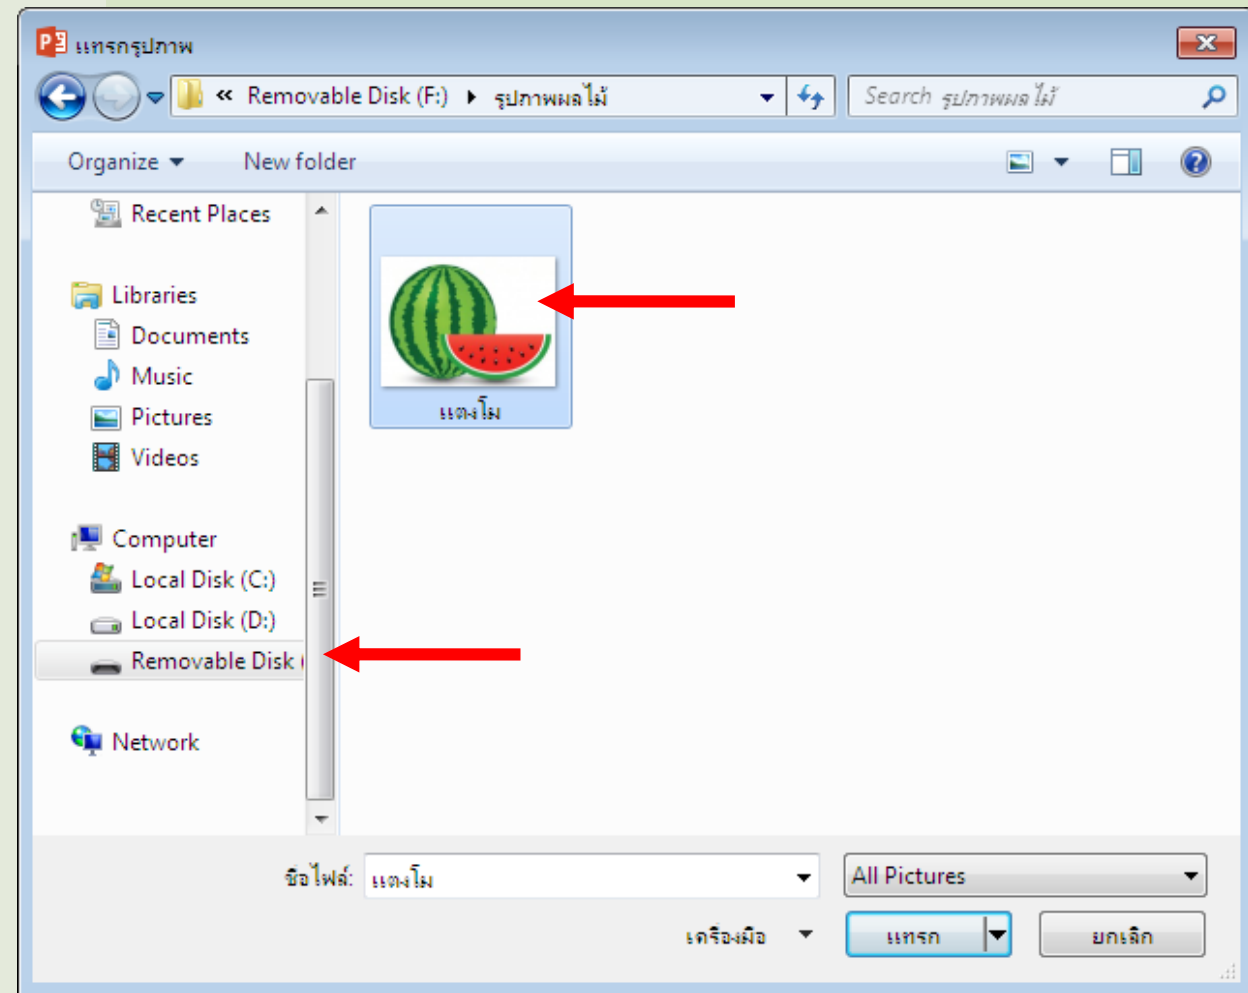 แทรกรูปภาพ
« Removable Disk (F:) รูปภาพผลไม้
Search รูปภาพผลไม้
Organize
New folder
Recent Places
Libraries
Documents
Music
Pictures
Videos
Computer
Local Disk (C:)
Local Disk (D:)
Removable Disk (
Network
แตงโม
ชื่อไฟล์: แตงโม
All Pictures
เครื่องมือ
แทรก
ยกเลิก